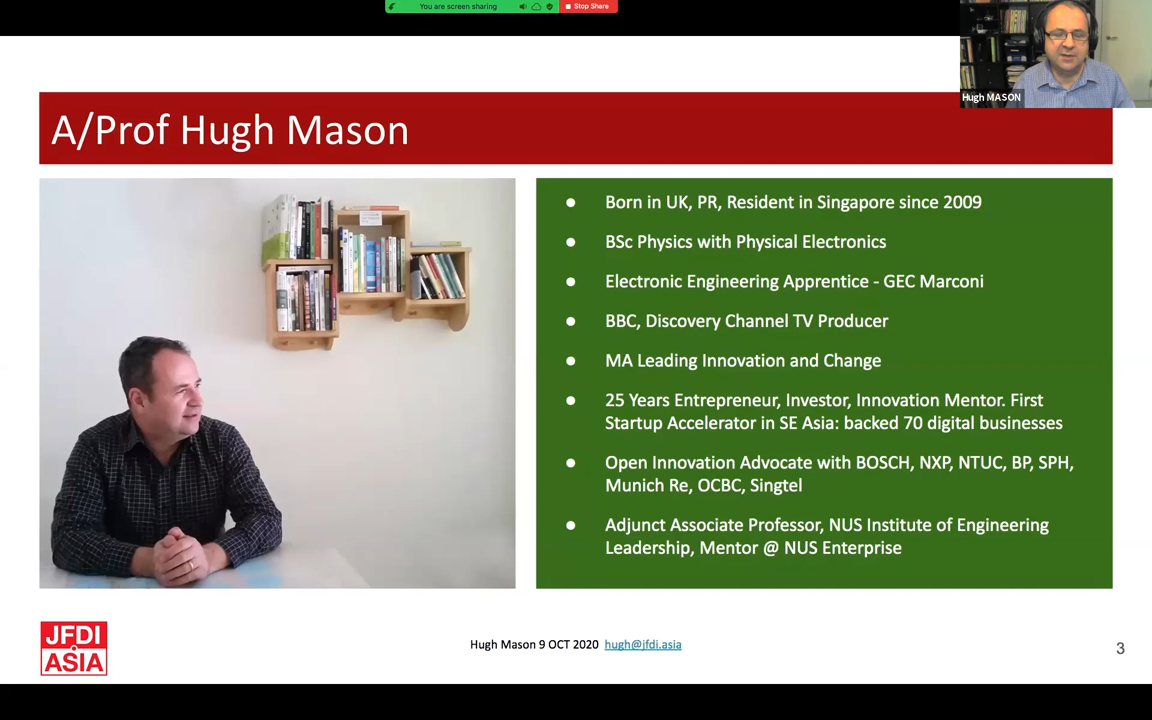 You are screen sharing
Stop Share
Hugh MASON
A/Prof Hugh Mason
Born in UK, PR, Resident in Singapore since 2009
BSc Physics with Physical Electronics
Electronic Engineering Apprentice - GEC Marconi
BBC, Discovery Channel TV Producer
MA Leading Innovation and Change
25 Years Entrepreneur, Investor, Innovation Mentor. First
Startup Accelerator in SE Asia: backed 70 digital businesses
Open Innovation Advocate with BOSCH, NXP, NTUC, BP, SPH,
Munich Re, OCBC, Singtel
Adjunct Associate Professor, NUS Institute of Engineering
Leadership, Mentor @ NUS Enterprise
JFDI
ASIA
Hugh Mason 9 OCT 2020 hugh@jfdi.asia
3